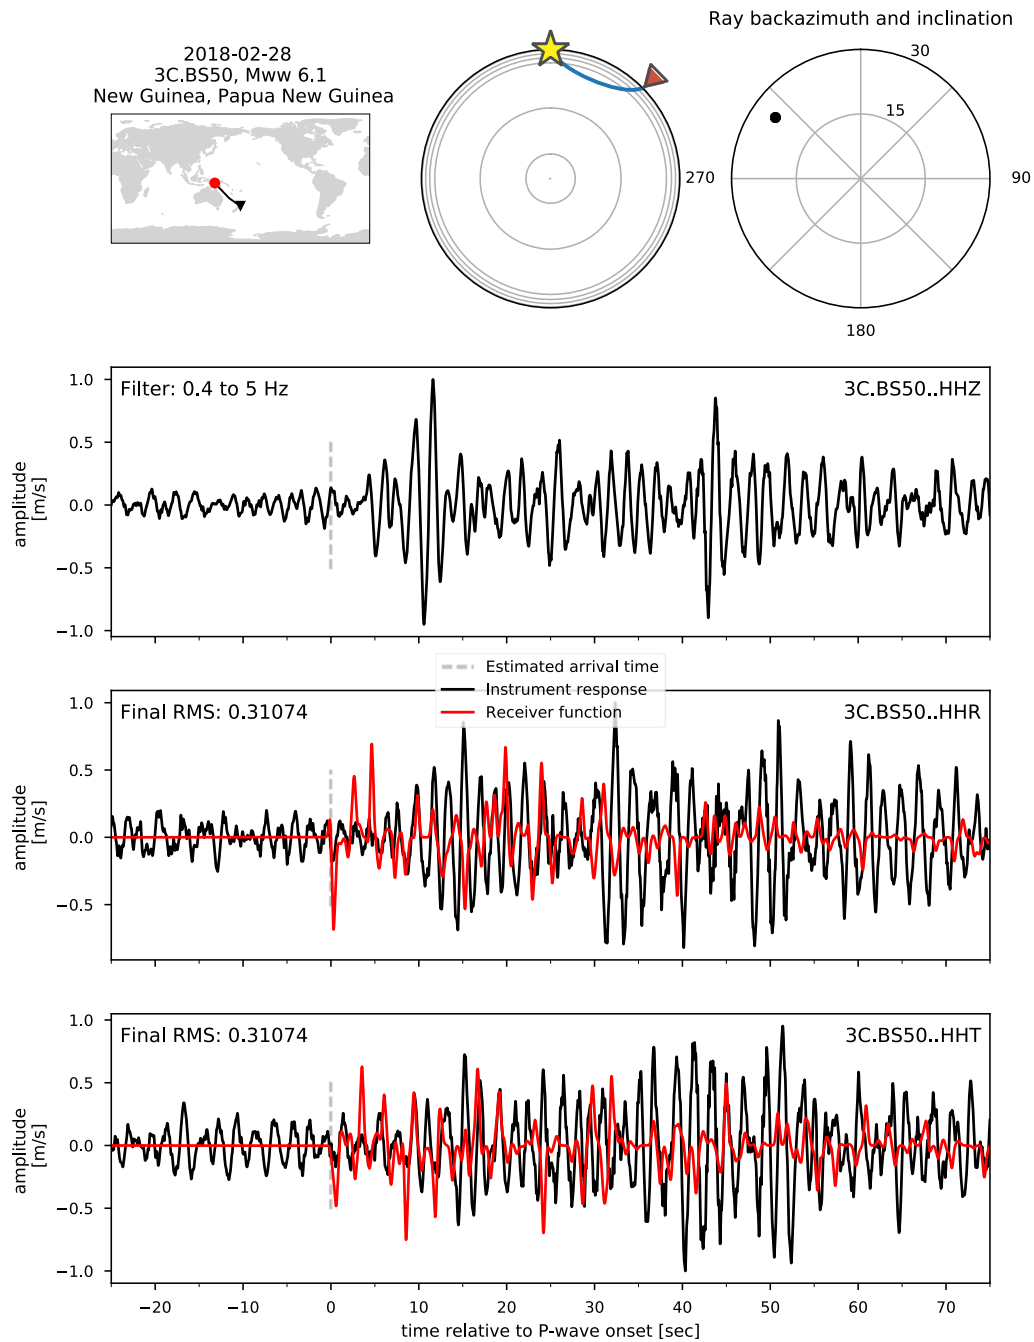 Ray backazimuth and inclination
2018-02-28
3C.BS50, Mww 6.1
New Guinea, Papua New Guinea
30
15
270
90
180
Filter: 0.4 to 5 Hz
3C.BS50..HHZ
1.0
0.5
0.0
−0.5
−1.0
amplitude
[m/s]
Estimated arrival time
Instrument response
Receiver function
Final RMS: 0.31074
3C.BS50..HHR
1.0
0.5
0.0
−0.5
amplitude
[m/s]
Final RMS: 0.31074
3C.BS50..HHT
1.0
0.5
0.0
−0.5
−1.0
amplitude
[m/s]
−20 −10 0 10 20 30 40 50 60 70
time relative to P-wave onset [sec]